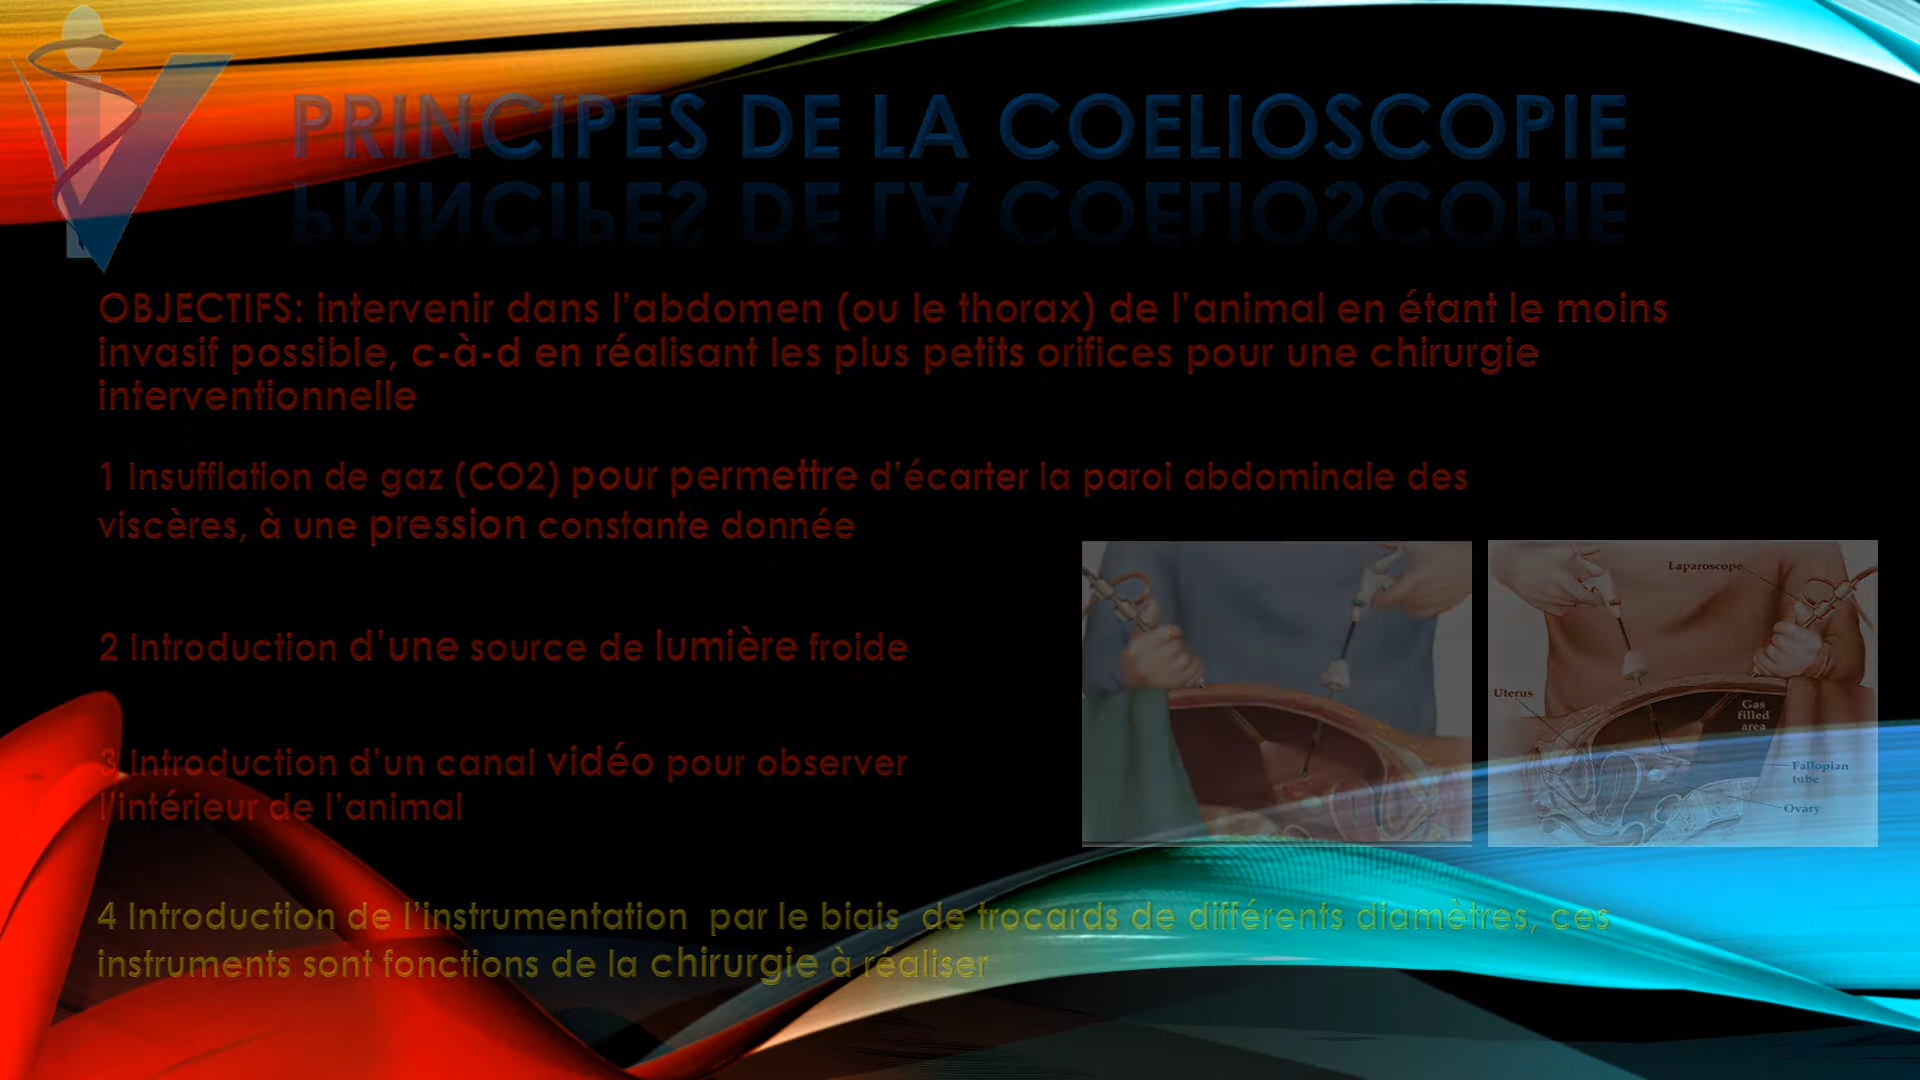 PRINCIPES DE LA COELIOSCOPIE
OBJECTIFS: intervenir dans l’abdomen (ou le thorax) de l’animal en étant le moins
invasif possible, c-à-d en réalisant les plus petits orifices pour une chirurgie
interventionnelle
1 Insufflation de gaz (CO2) pour permettre d’écarter la paroi abdominale des
viscères, à une pression constante donnée
2 Introduction d’une source de lumière froide
3 Introduction d’un canal vidéo pour observer
l’intérieur de l’animal
Laparoscope
Uterus
Gas
filled
area
Fallopian
tube
Ovary
4 Introduction de l’instrumentation par le biais de trocards de différents diamètres, ces
instruments sont fonctions de la chirurgie à réaliser